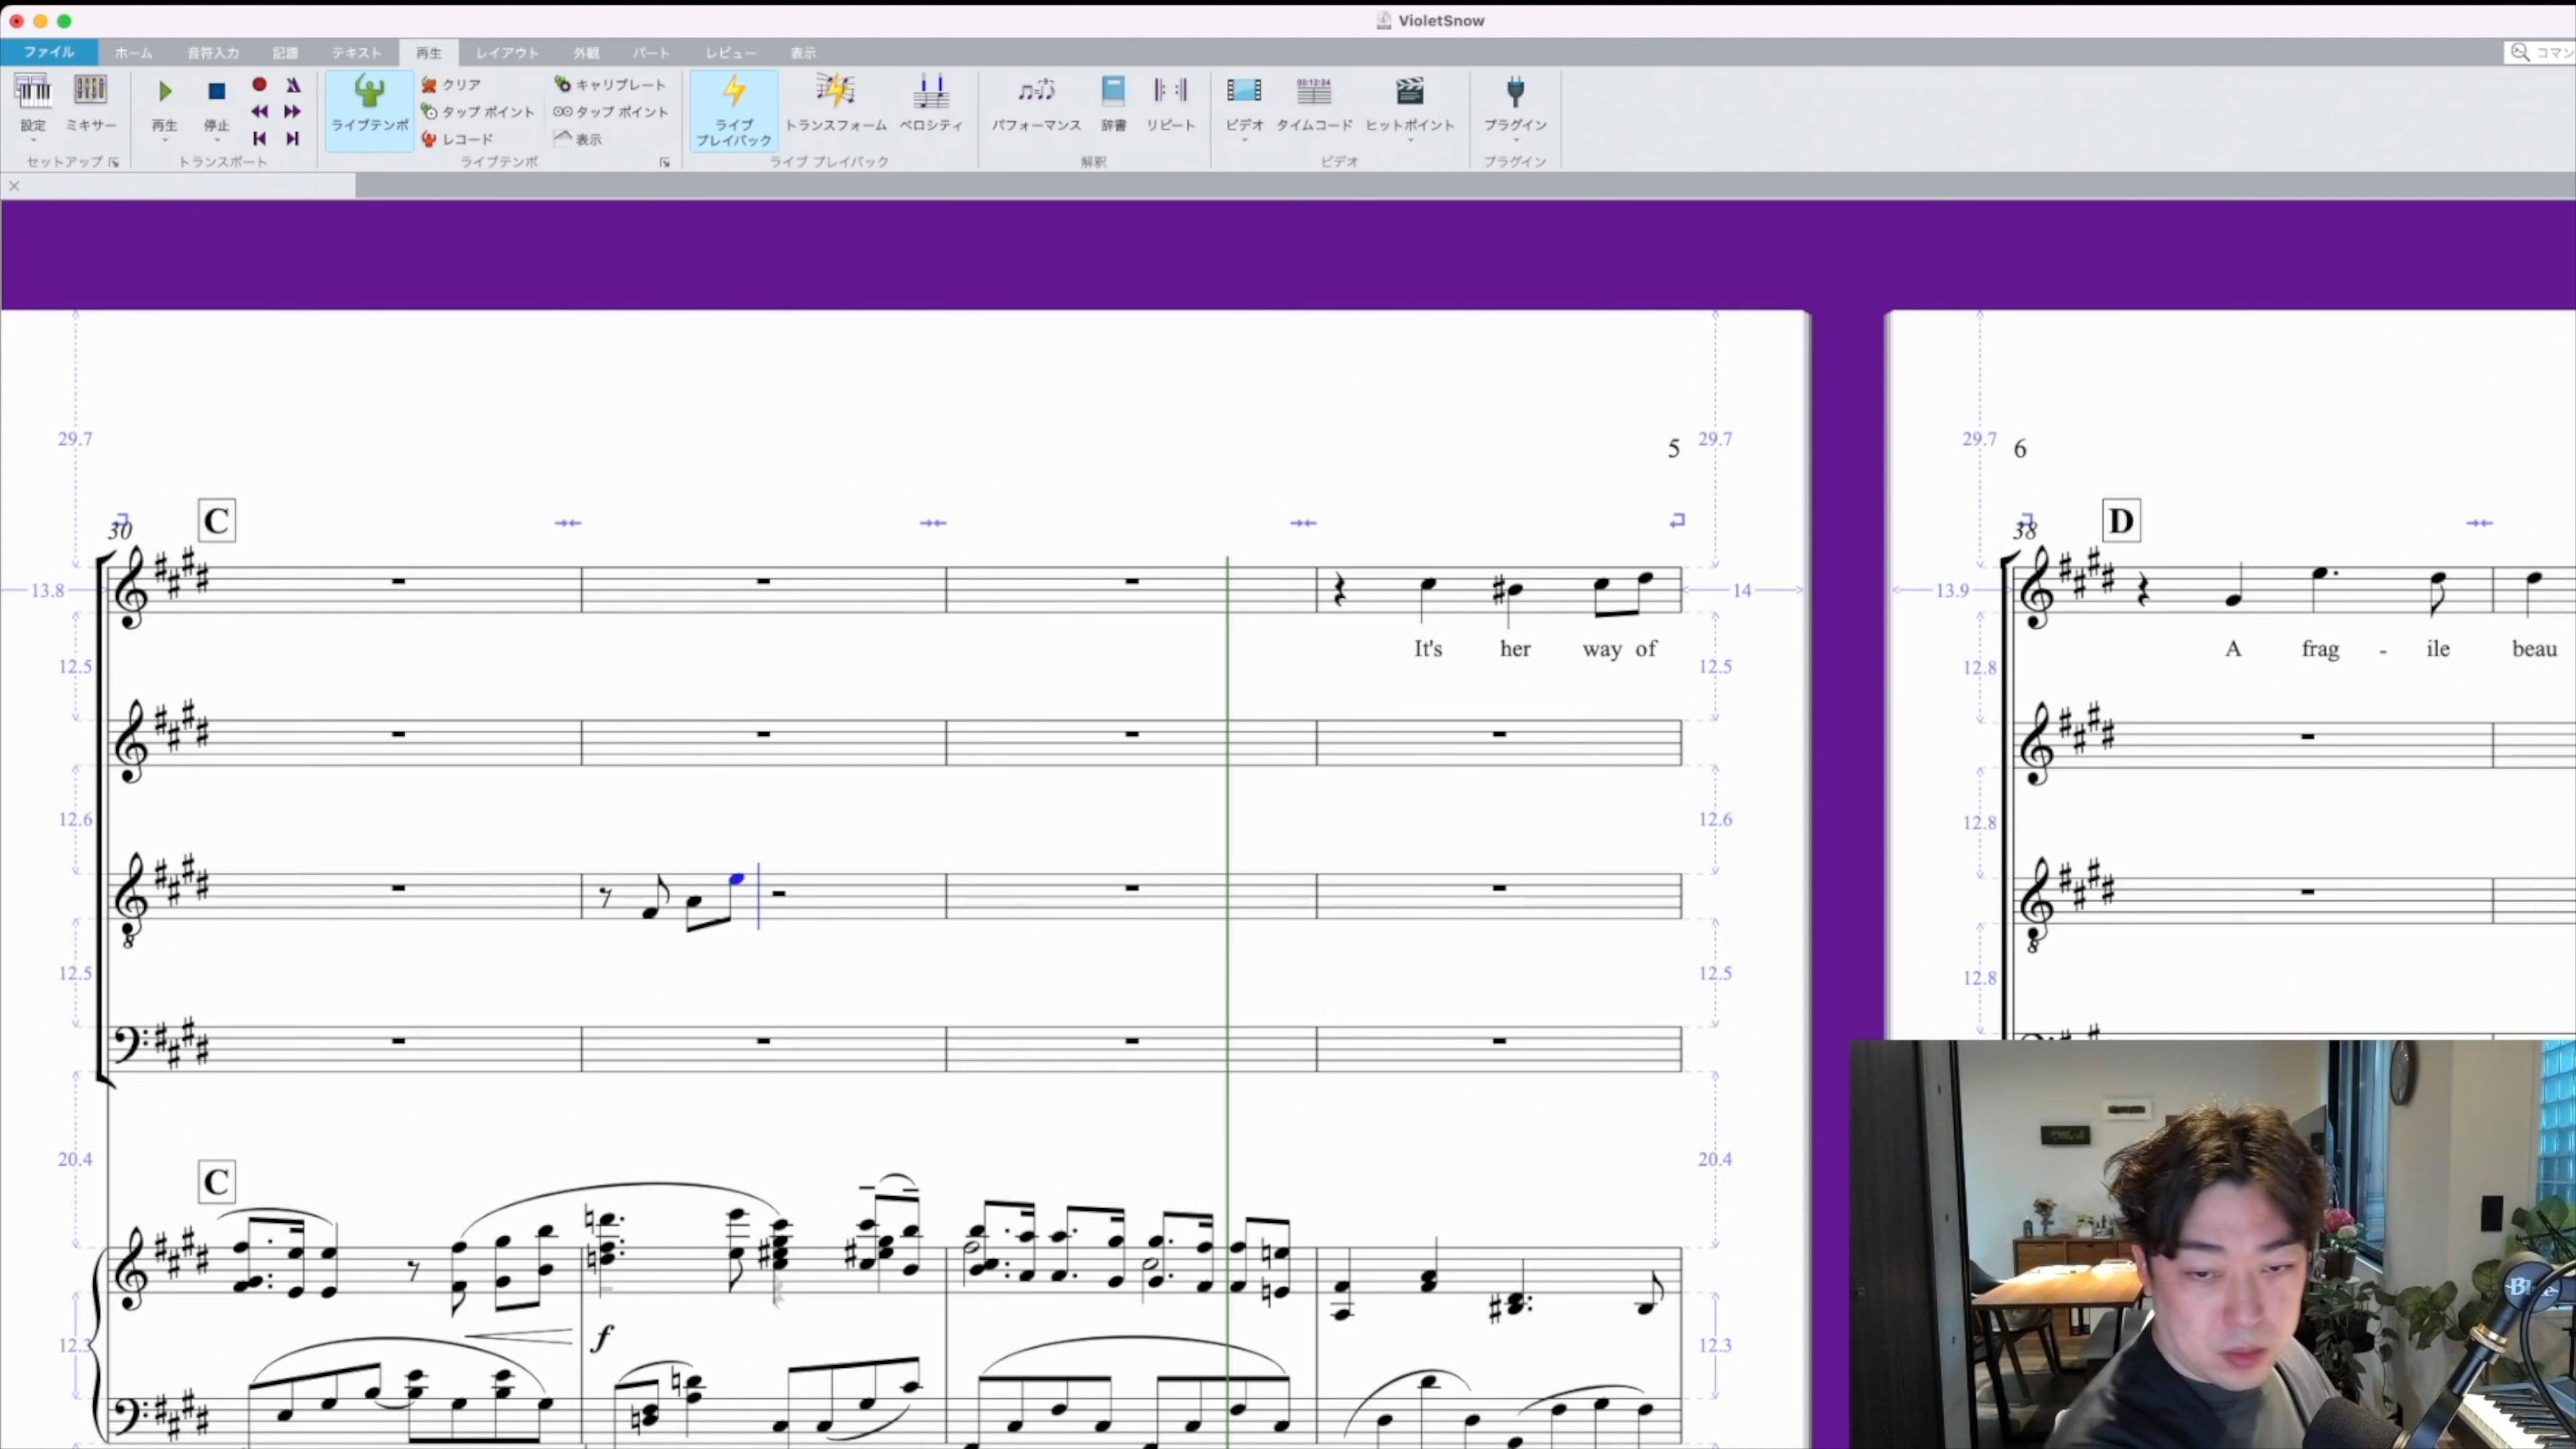 VioletSnow
ファイル ホーム 音符入力 記譜 テキスト 再生 レイアウト 外観 パート レビュー 表示 コマン
設定 ミキサー 再生 停止 ライブテンポ クリア キャリブレート ライブ プレイバック トランスフォーム ベロシティ パフォーマンス 辞書 リピート ビデオ タイムコード ヒットポイント プラグイン
タップ ポイント タップ ポイント
レコード 表示
セットアップ トランスポート ライブテンポ ライブ プレイバック 解釈 ビデオ プラグイン
29.7 5 29.7 29.7 6
30 C 38 D
13.8 14 13.9
It's her way of A frag - ile beau
12.5 12.5 12.8
12.6 12.6 12.8
8 8
12.5 12.5 12.8
20.4 20.4
C
f
12.3 12.3
Blue